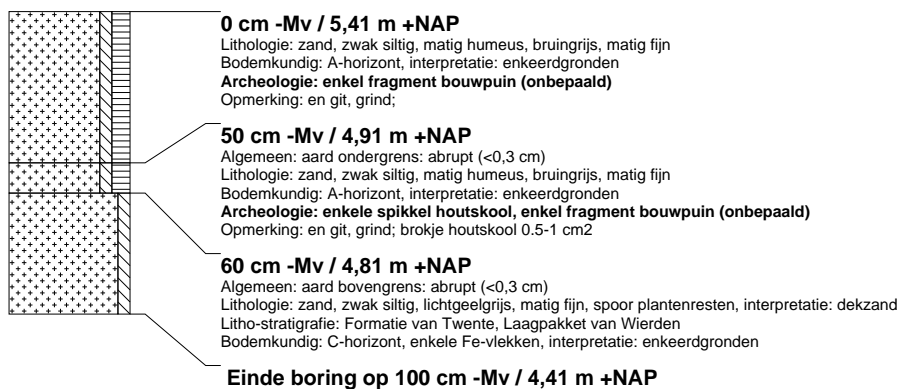 0 cm -Mv / 5,41 m +NAP
Lithologie: zand, zwak siltig, matig humeus, bruingrijs, matig fijn
Bodemkundig: A-horizont, interpretatie: enkeerdgronden
Archeologie: enkel fragment bouwpuin (onbepaald)
Opmerking: en git, grind;
50 cm -Mv / 4,91 m +NAP
Algemeen: aard ondergrens: abrupt (<0,3 cm)
Lithologie: zand, zwak siltig, matig humeus, bruingrijs, matig fijn
Bodemkundig: A-horizont, interpretatie: enkeerdgronden
Archeologie: enkele spikkel houtskool, enkel fragment bouwpuin (onbepaald)
Opmerking: en git, grind; brokje houtskool 0.5-1 cm2
60 cm -Mv / 4,81 m +NAP
Algemeen: aard bovengrens: abrupt (<0,3 cm)
Lithologie: zand, zwak siltig, lichtgeelgrijs, matig fijn, spoor plantenresten, interpretatie: dekzand
Litho-stratigrafie: Formatie van Twente, Laagpakket van Wierden
Bodemkundig: C-horizont, enkele Fe-vlekken, interpretatie: enkeerdgronden
Einde boring op 100 cm -Mv / 4,41 m +NAP